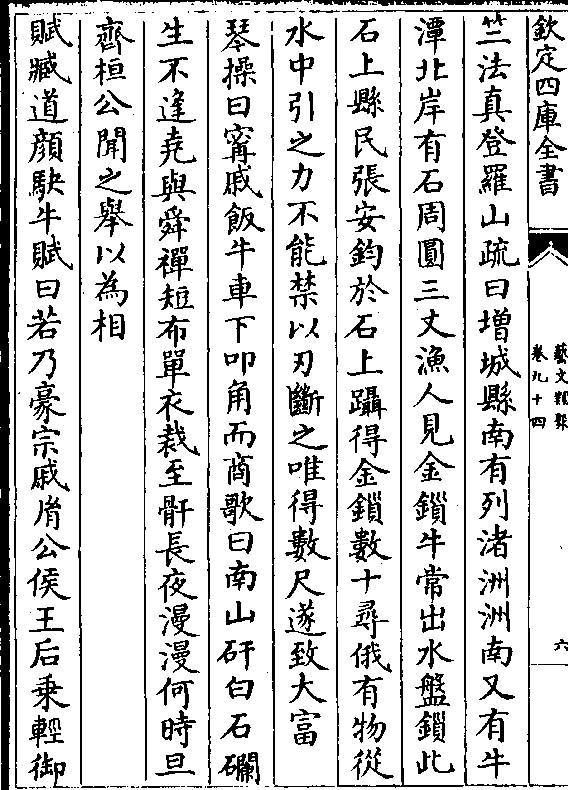 欽定四庫全書
藝文類聚
卷九十四
六
竺法真登羅山疏曰增城縣南有列渚洲洲南又有牛
潭北岸有石周圓三丈漁人見金鎖牛常出水盤鎖此
石上縣民張安釣於石上躡得金鎖數十尋俄有物從
水中引之力不能禁以刃斷之唯得數尺遂致大富
琴操曰甯戚飯牛車下叩角而商歌曰南山矸白石礀
生不逢堯與舜禪短布單衣裁至骭長夜漫漫何時旦
齊桓公聞之舉以為相
賦臧道顏駃牛賦曰若乃豪宗戚胄公侯王后乘輕御